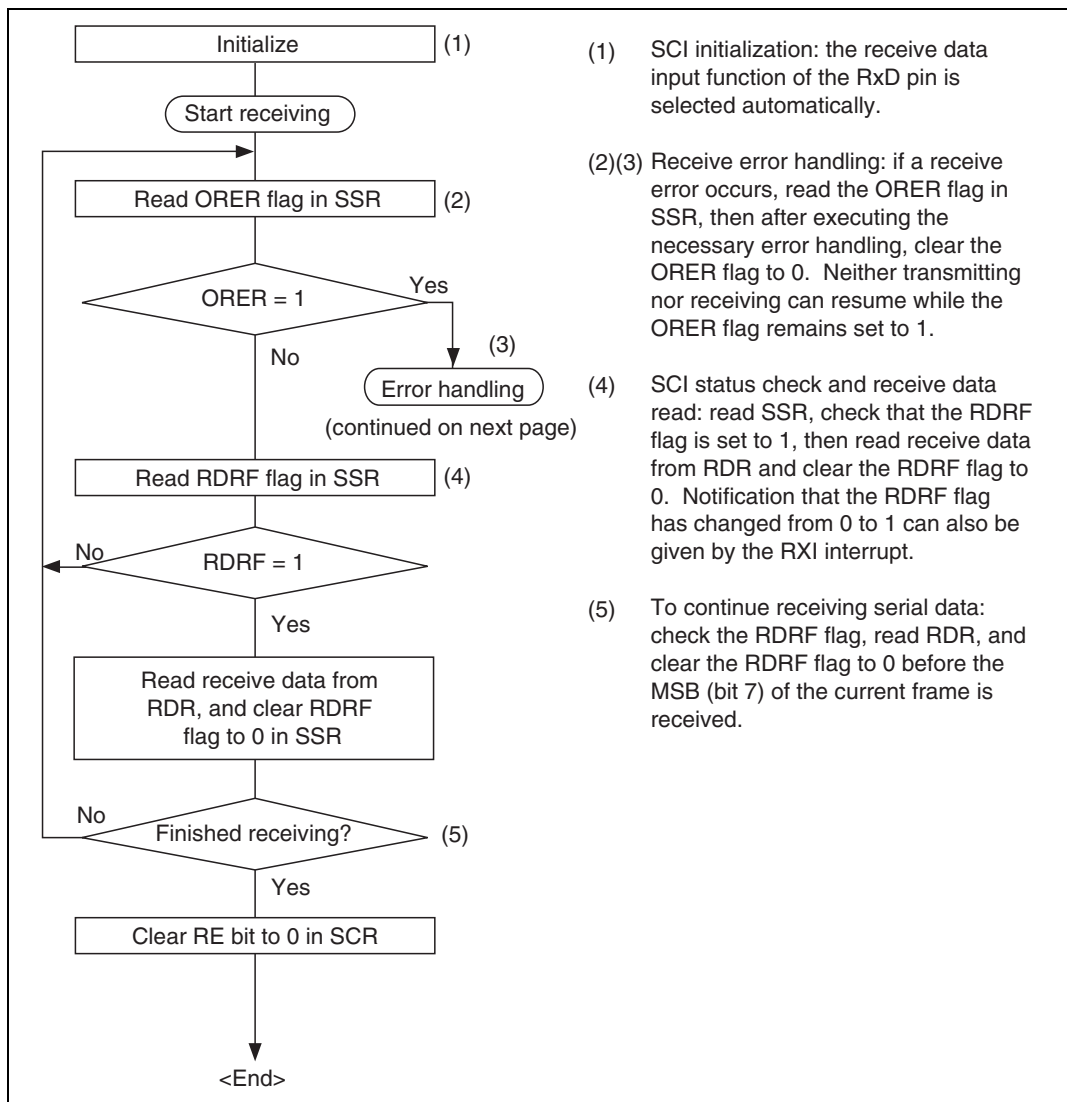 Initialize
(1)
Start receiving
Read ORER flag in SSR
(2)
ORER = 1
Yes
No
(3)
Error handling
(continued on next page)
Read RDRF flag in SSR
(4)
RDRF = 1
No
Yes
Read receive data from
RDR, and clear RDRF
flag to 0 in SSR
No
Finished receiving?
(5)
Yes
Clear RE bit to 0 in SCR
<End>
(1) SCI initialization: the receive data
input function of the RxD pin is
selected automatically.
(2)(3) Receive error handling: if a receive
error occurs, read the ORER flag in
SSR, then after executing the
necessary error handling, clear the
ORER flag to 0. Neither transmitting
nor receiving can resume while the
ORER flag remains set to 1.
(4) SCI status check and receive data
read: read SSR, check that the RDRF
flag is set to 1, then read receive data
from RDR and clear the RDRF flag to
0. Notification that the RDRF flag
has changed from 0 to 1 can also be
given by the RXI interrupt.
(5) To continue receiving serial data:
check the RDRF flag, read RDR, and
clear the RDRF flag to 0 before the
MSB (bit 7) of the current frame is
received.